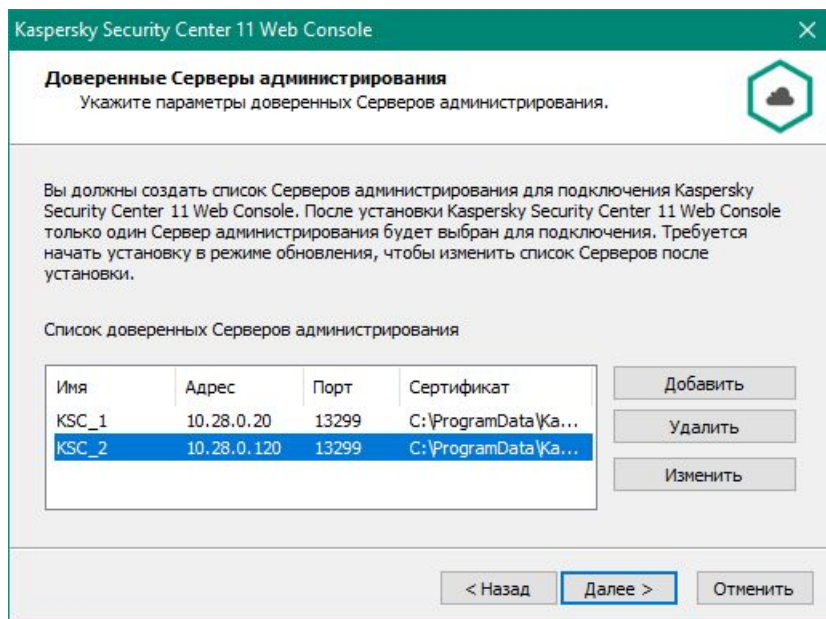 Kaspersky Security Center 11 Web Console
Доверенные Серверы администрирования
Укажите параметры доверенных Серверов администрирования.
Вы должны создать список Серверов администрирования для подключения Kaspersky
Security Center 11 Web Console. После установки Kaspersky Security Center 11 Web Console
только один Сервер администрирования будет выбран для подключения. Требуется
начать установку в режиме обновления, чтобы изменить список Серверов после
установки.
Список доверенных Серверов администрирования
Имя Адрес Порт Сертификат
KSC_1 10.28.0.20 13299 C:\ProgramData\Ka...
KSC_2 10.28.0.120 13299 C:\ProgramData\Ka...
Добавить
Удалить
Изменить
< Назад Далее > Отменить